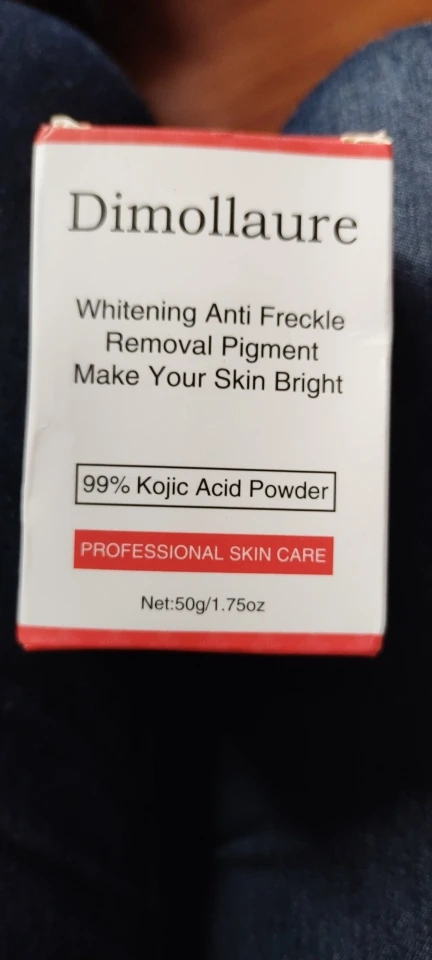 Dimollaure
Whitening Anti Freckle
Removal Pigment
Make Your Skin Bright
99% Kojic Acid Powder
PROFESSIONAL SKIN CARE
Net:50g/1.75oz